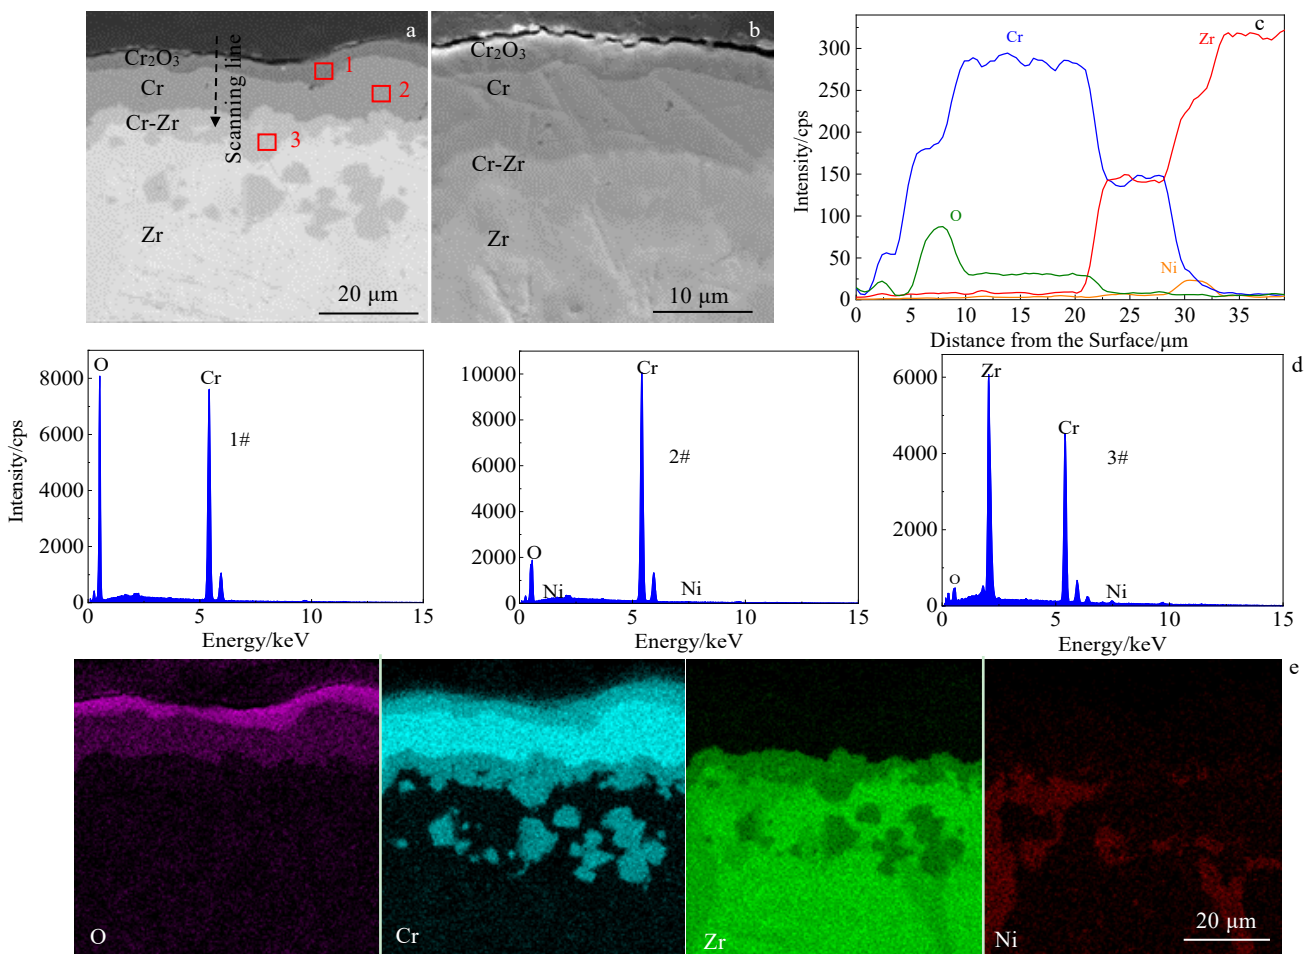 a
Cr₂O₃
Cr
Cr-Zr
Zr
Scanning line
1
2
3
20 μm
b
Cr₂O₃
Cr
Cr-Zr
Zr
10 μm
c
Intensity/cps
300
250
200
150
100
50
0
Cr
Zr
O
Ni
0 5 10 15 20 25 30 35
Distance from the Surface/μm
d
Intensity/cps
8000
6000
4000
2000
0
O
Cr
1#
0 5 10 15
Energy/keV
10000
8000
6000
4000
2000
0
Cr
2#
O
Ni
Ni
0 5 10 15
Energy/keV
6000
4000
2000
0
Zr
Cr
3#
O
Ni
0 5 10 15
Energy/keV
e
O
Cr
Zr
Ni
20 μm